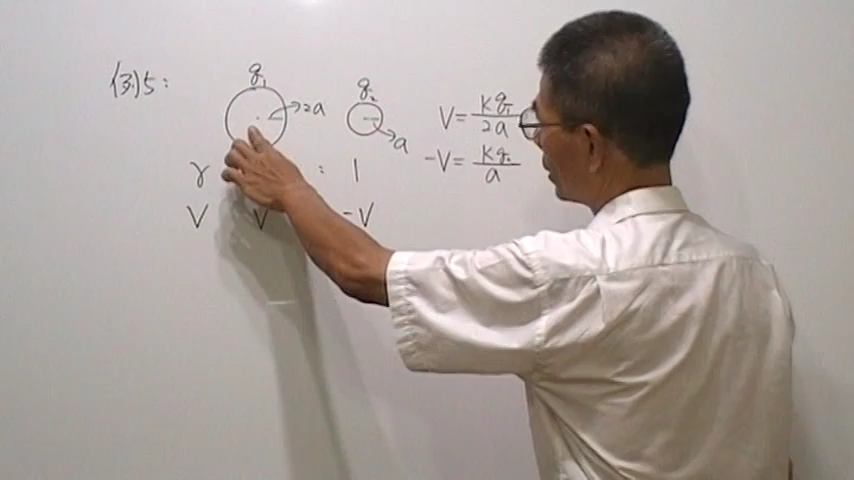 例5:
q₁ q₂
2a a
V = Kq₁/2a
-V = Kq₂/a
r : 1
V V -V